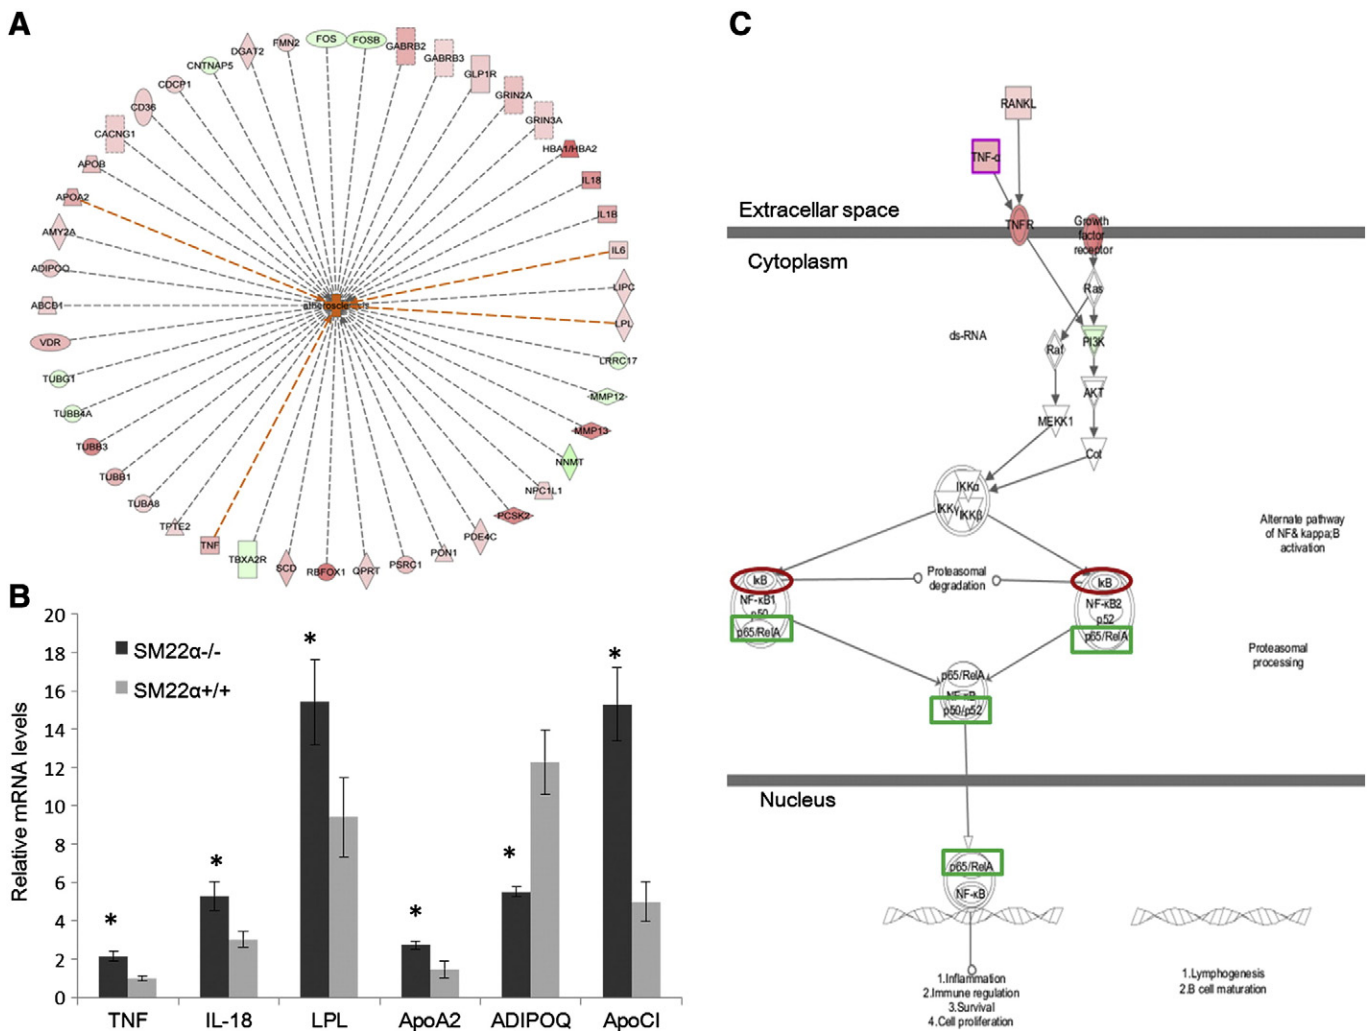 A
FMN2
FOS
FOSB
GABRB2
GABRB3
GLP1R
GRIN2A
GRIN3A
HBA1/HBA2
IL18
IL1B
IL6
LIPC
LPL
LRRC17
MMP12
MMP13
NNMT
NPC1L1
PCSK2
PDE4C
PON1
PSRC1
QPRT
RBFOX1
SCD
TBXA2R
TNF
TPTE2
TUBA8
TUBB1
TUBB3
TUBB4A
TUBG1
VDR
ABCB1
ADIPOQ
AMY2A
APOA2
APOB
CACNG1
CD36
CDCP1
CNTNAP5
DGAT2
B
20
18
16
14
12
10
8
6
4
2
0
Relative mRNA levels
SM22α-/-
SM22α+/+
*
*
*
*
*
*
TNF IL-18 LPL ApoA2 ADIPOQ ApoCI
C
RANKL
TNF-α
Extracellar space
TNFR
Growth
factor
receptor
Cytoplasm
Ras
ds-RNA
Raf
PI3K
AKT
MEKK1
Cot
IKKα
IKKγ
IKKβ
Alternate pathway
of NF& kappa;B
activation
IκB
Proteasomal
degradation
IκB
NF-κB1
p50
p65/RelA
NF-κB2
p52
p65/RelA
Proteasomal
processing
p65/RelA
NF-κB
p50/p52
Nucleus
p65/RelA
NF-κB
1.Inflammation
2.Immune regulation
3.Survival
4.Cell proliferation
1.Lymphogenesis
2.B cell maturation